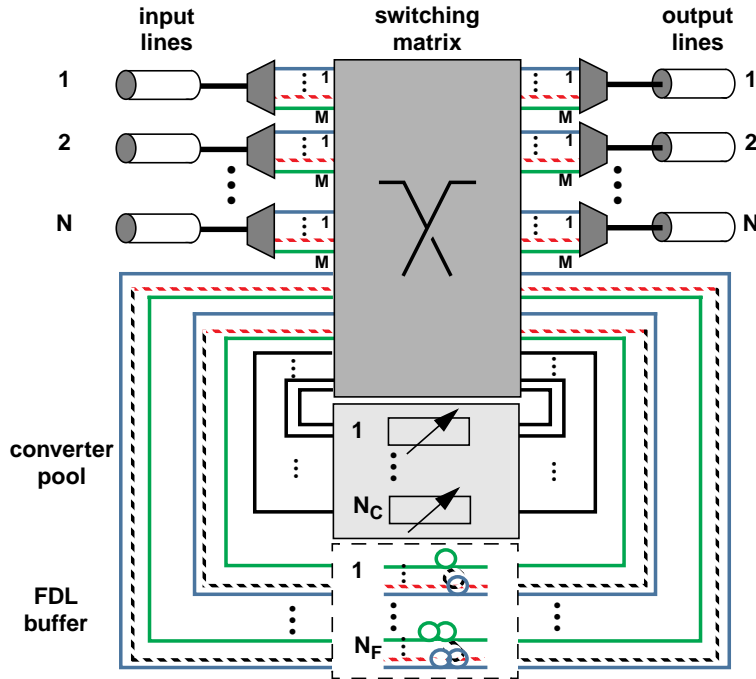 input lines
switching matrix
output lines
1
1
M
1
1
M
2
1
M
1
M
2
N
1
M
1
M
N
converter pool
1
N_C
FDL buffer
1
N_F